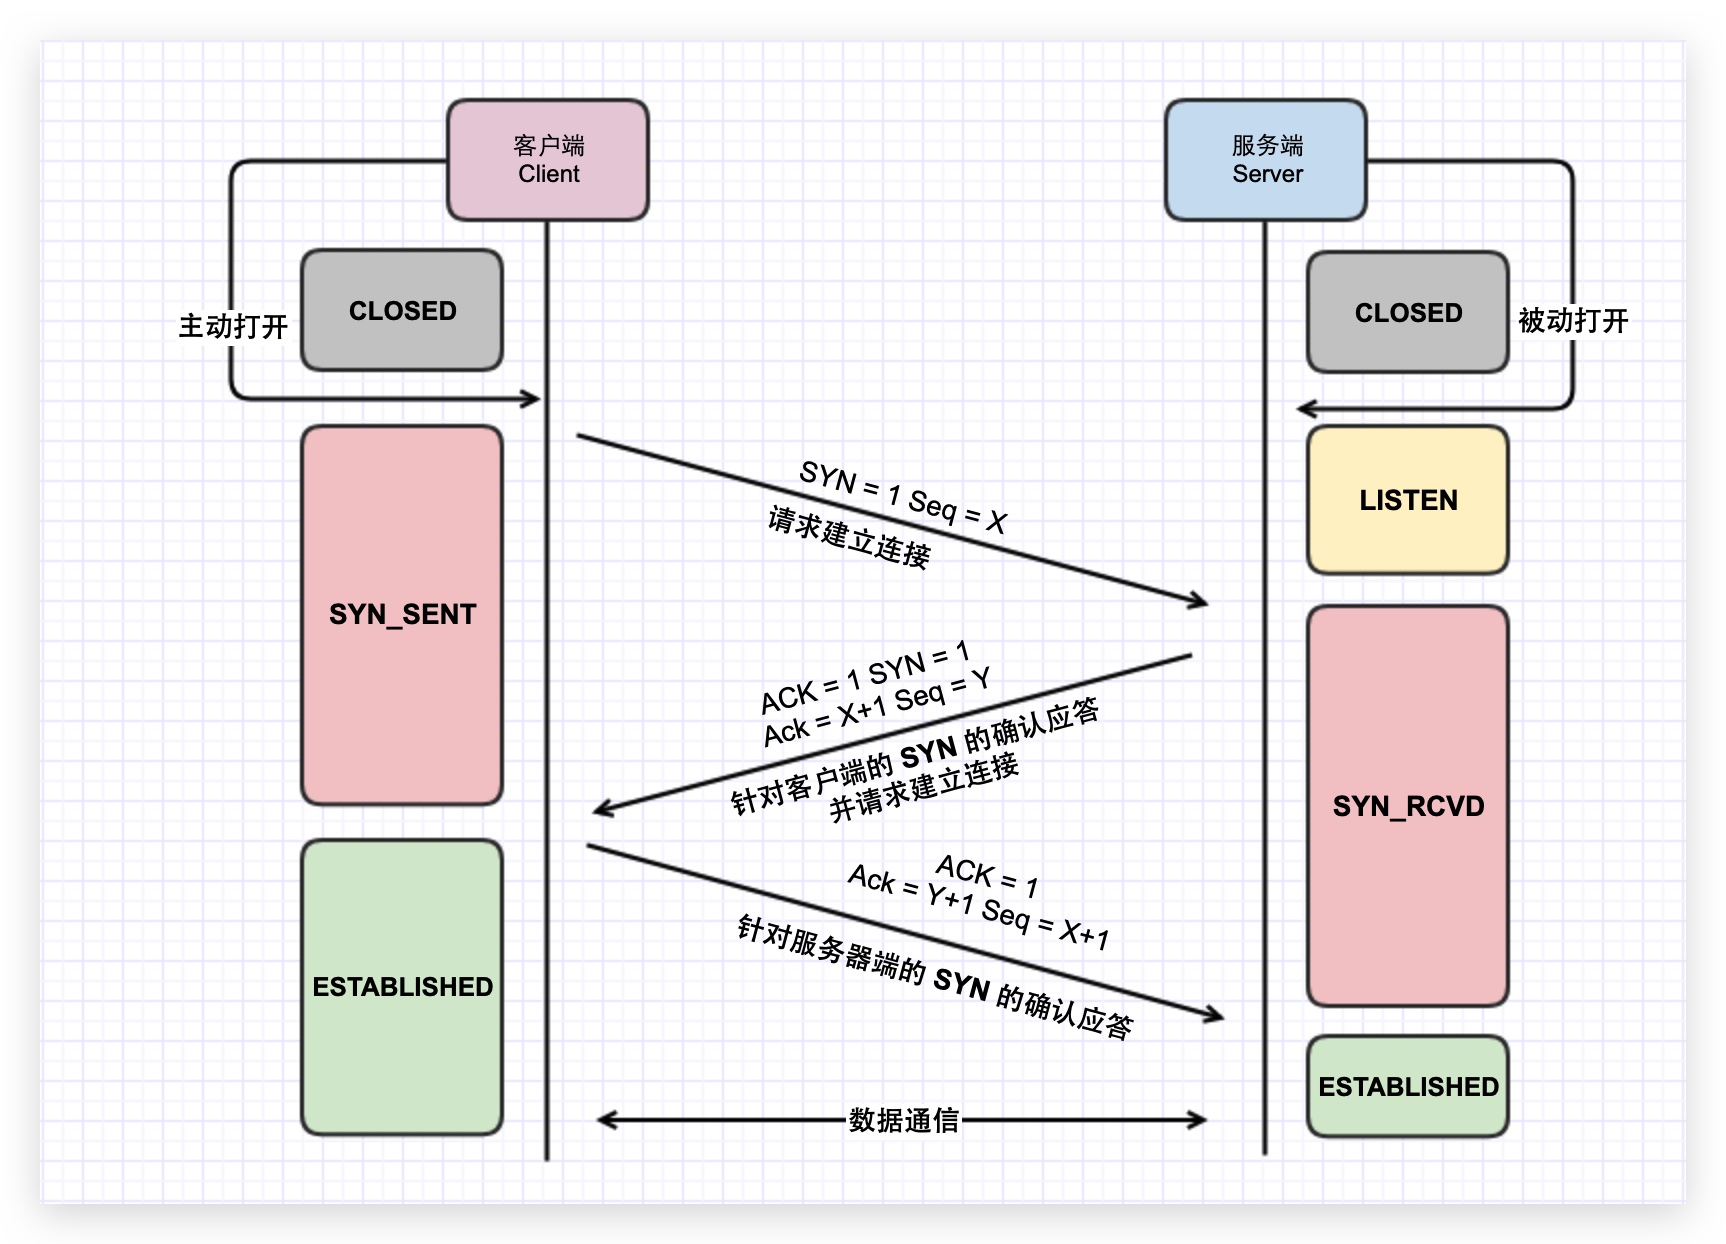 客户端
Client
服务端
Server
CLOSED
CLOSED
主动打开
被动打开
SYN = 1 Seq = X
请求建立连接
LISTEN
SYN_SENT
ACK = 1 SYN = 1
Ack = X+1 Seq = Y
针对客户端的 SYN 的确认应答
并请求建立连接
SYN_RCVD
ACK = 1
Ack = Y+1 Seq = X+1
针对服务器端的 SYN 的确认应答
ESTABLISHED
ESTABLISHED
数据通信